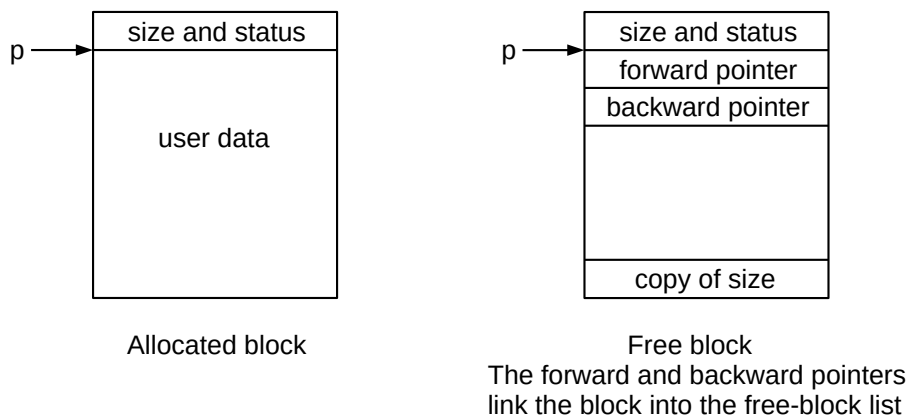 size and status
p
user data
Allocated block
size and status
p
forward pointer
backward pointer
copy of size
Free block
The forward and backward pointers
link the block into the free-block list